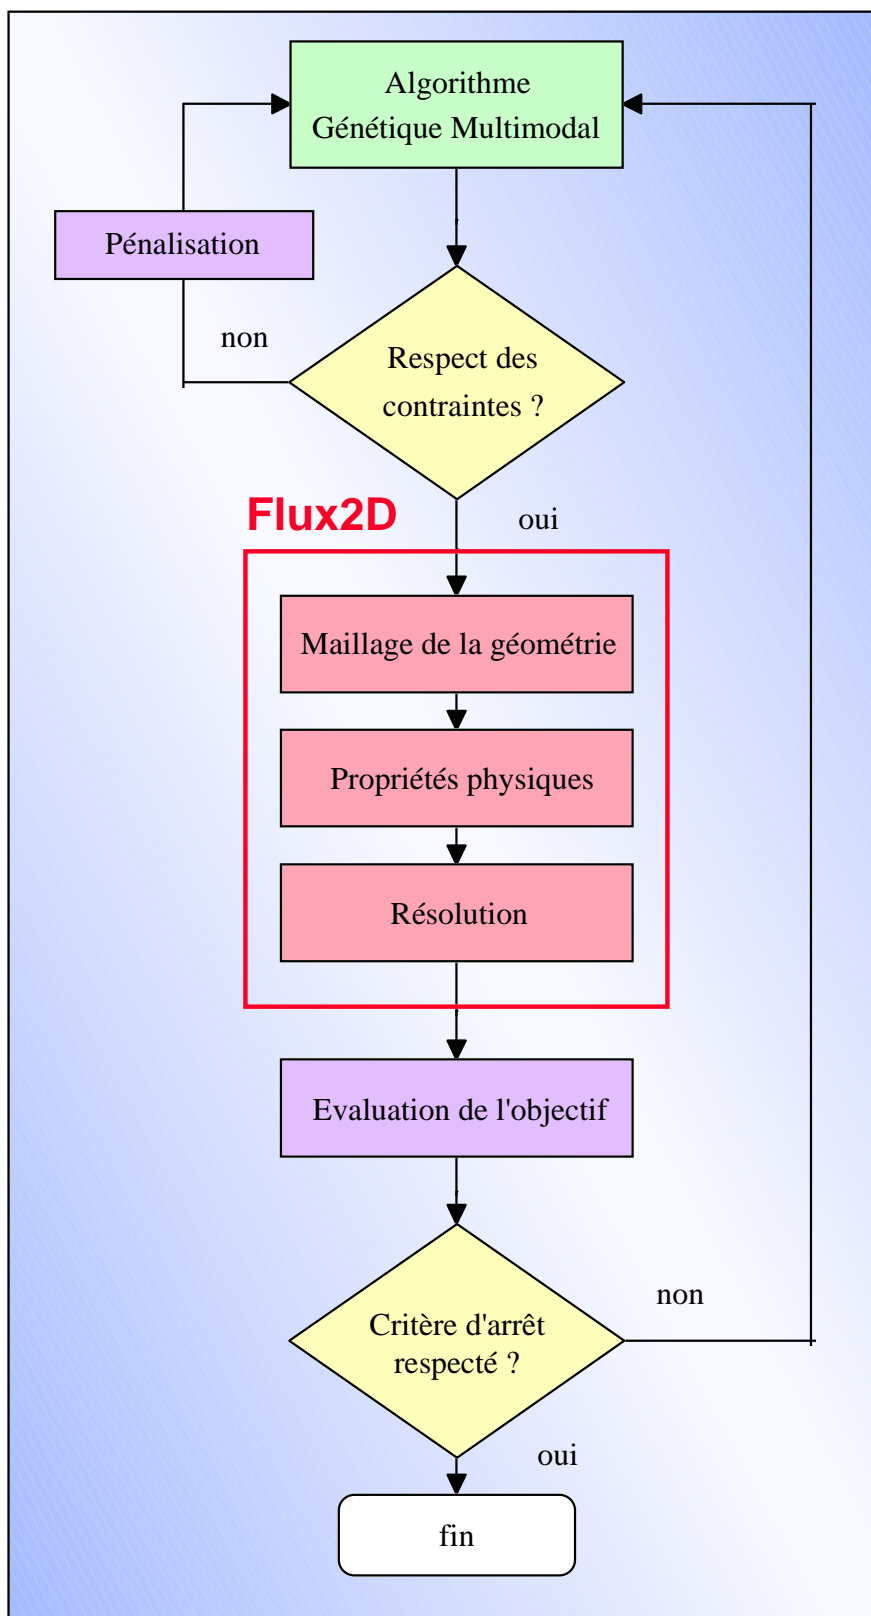 Algorithme
Génétique Multimodal
Pénalisation
non
Respect des
contraintes ?
Flux2D
oui
Maillage de la géométrie
Propriétés physiques
Résolution
Evaluation de l'objectif
non
Critère d'arrêt
respecté ?
oui
fin